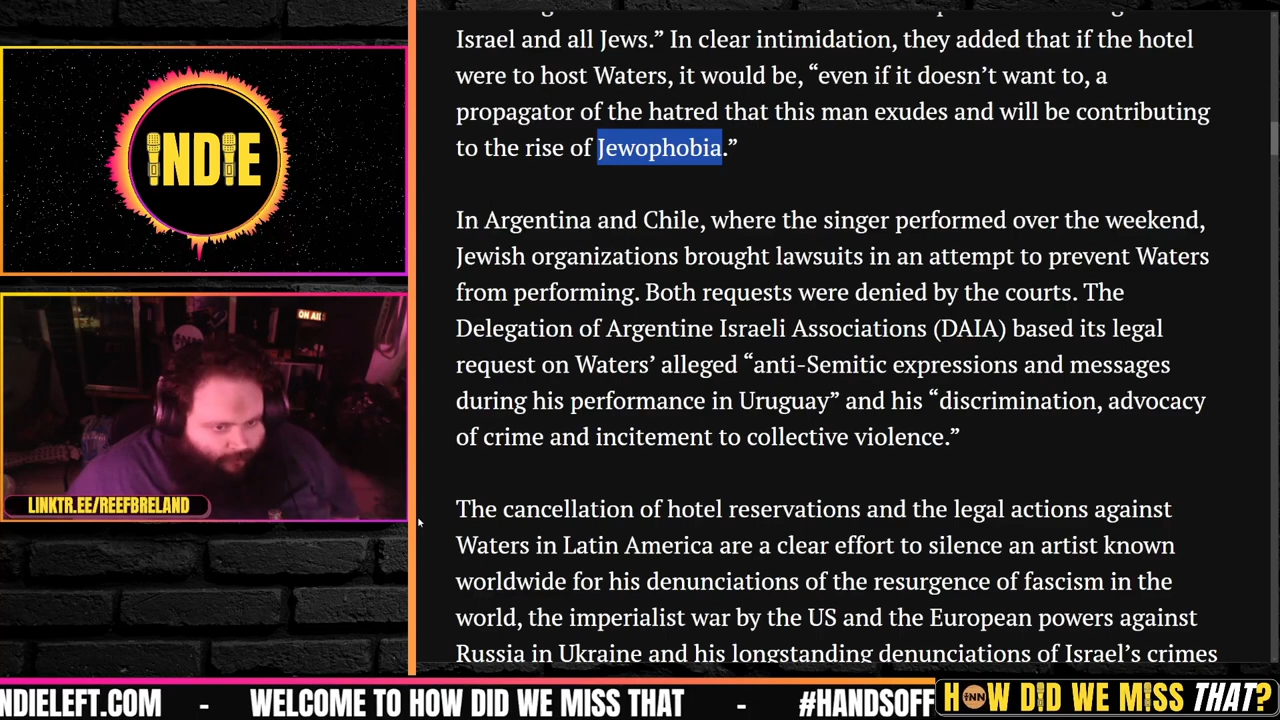 INDIE
ON AIR
LINKTR.EE/REEFBRELAND
Israel and all Jews.” In clear intimidation, they added that if the hotel
were to host Waters, it would be, “even if it doesn’t want to, a
propagator of the hatred that this man exudes and will be contributing
to the rise of Jewophobia.”
In Argentina and Chile, where the singer performed over the weekend,
Jewish organizations brought lawsuits in an attempt to prevent Waters
from performing. Both requests were denied by the courts. The
Delegation of Argentine Israeli Associations (DAIA) based its legal
request on Waters’ alleged “anti-Semitic expressions and messages
during his performance in Uruguay” and his “discrimination, advocacy
of crime and incitement to collective violence.”
The cancellation of hotel reservations and the legal actions against
Waters in Latin America are a clear effort to silence an artist known
worldwide for his denunciations of the resurgence of fascism in the
world, the imperialist war by the US and the European powers against
Russia in Ukraine and his longstanding denunciations of Israel’s crimes
NDIELEFT.COM - WELCOME TO HOW DID WE MISS THAT - #HANDSOFF
INN HOW DID WE MISS THAT?